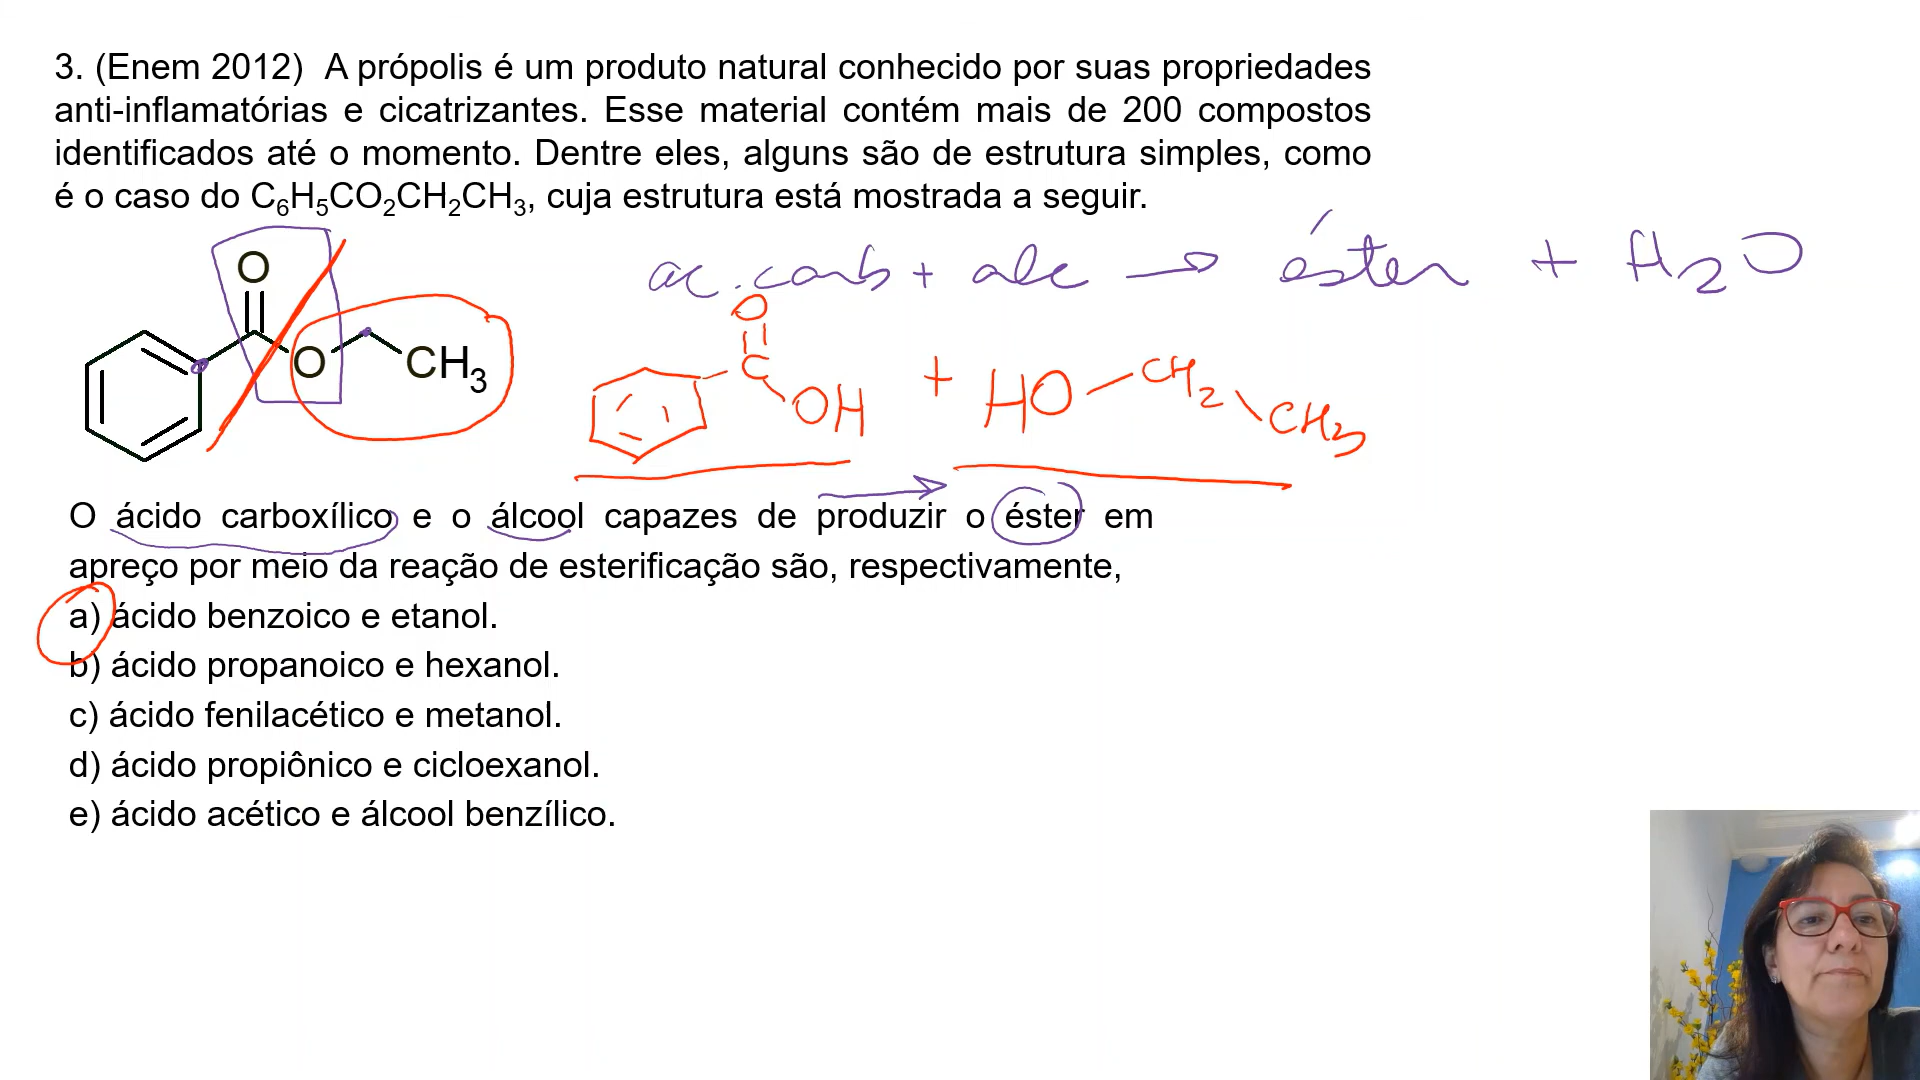 3. (Enem 2012) A própolis é um produto natural conhecido por suas propriedades
anti-inflamatórias e cicatrizantes. Esse material contém mais de 200 compostos
identificados até o momento. Dentre eles, alguns são de estrutura simples, como
é o caso do C₆H₅CO₂CH₂CH₃, cuja estrutura está mostrada a seguir.
ac. carb + alc → éster + H₂O
O
O
CH₃
O
C
OH
+ HO
CH₂
CH₃
O ácido carboxílico e o álcool capazes de produzir o éster em
apreço por meio da reação de esterificação são, respectivamente,
a) ácido benzoico e etanol.
b) ácido propanoico e hexanol.
c) ácido fenilacético e metanol.
d) ácido propiônico e cicloexanol.
e) ácido acético e álcool benzílico.